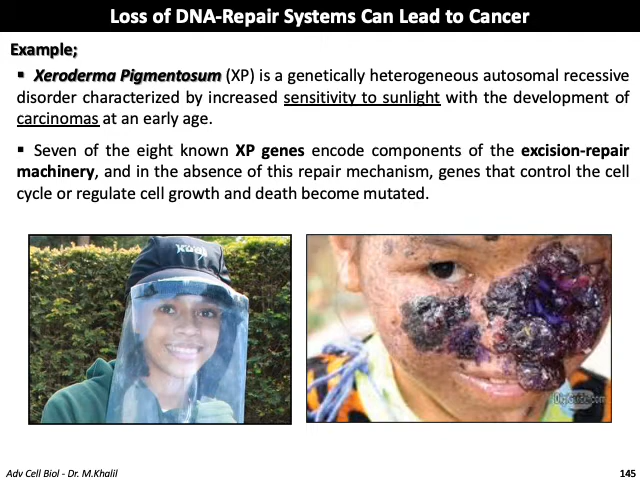 Loss of DNA-Repair Systems Can Lead to Cancer
Example;
▪ Xeroderma Pigmentosum (XP) is a genetically heterogeneous autosomal recessive
disorder characterized by increased sensitivity to sunlight with the development of
carcinomas at an early age.
▪ Seven of the eight known XP genes encode components of the excision-repair
machinery, and in the absence of this repair mechanism, genes that control the cell
cycle or regulate cell growth and death become mutated.
Adv Cell Biol - Dr. M.Khalil
145